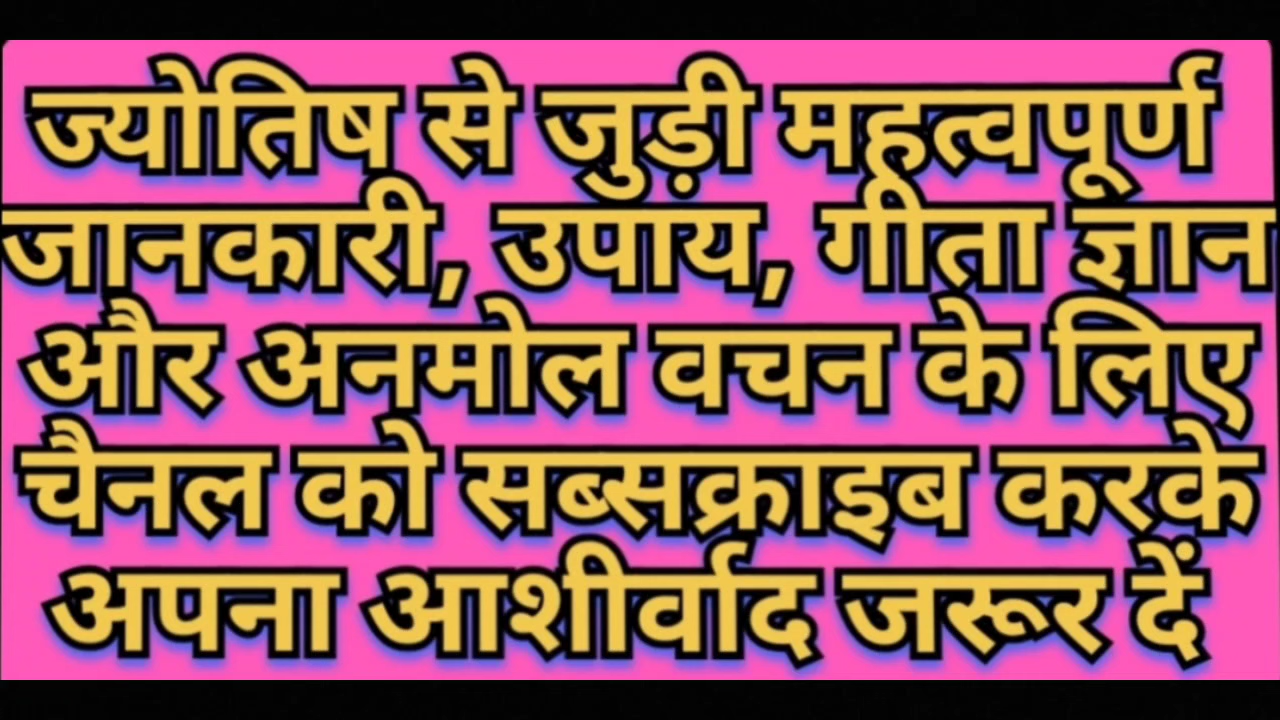 ज्योतिष से जुड़ी महत्वपूर्ण
जानकारी, उपाय, गीता ज्ञान
और अनमोल वचन के लिए
चैनल को सब्सक्राइब करके
अपना आशीर्वाद जरूर दें